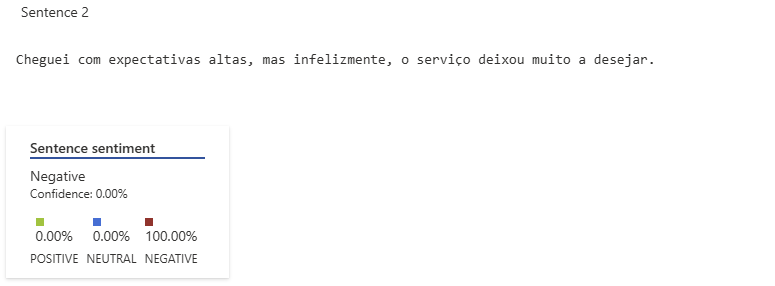 Sentence 2
Cheguei com expectativas altas, mas infelizmente, o serviço deixou muito a desejar.
Sentence sentiment
Negative
Confidence: 0.00%
0.00% 0.00% 100.00%
POSITIVE NEUTRAL NEGATIVE